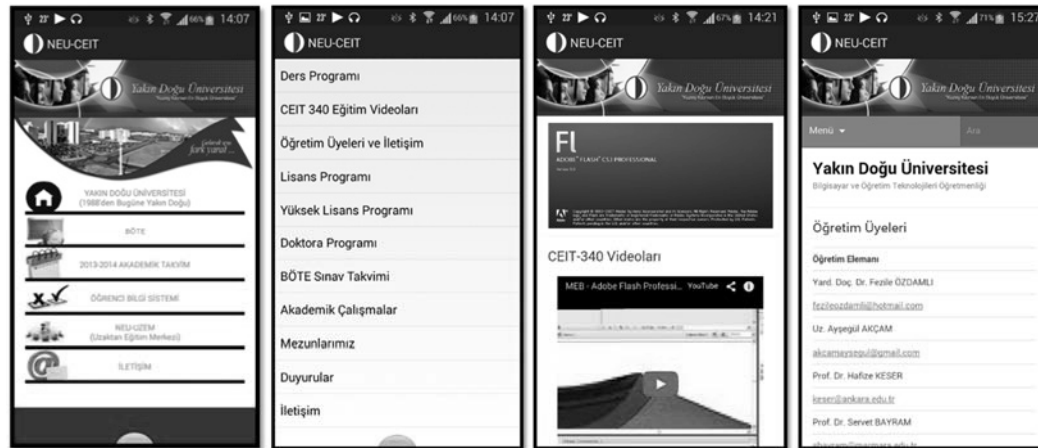 14:07
NEU-CEIT
Yakın Doğu Üniversitesi
fark yarat ...
YAKIN DOĞU ÜNİVERSİTESİ
(1988'den Bugüne Yakın Doğu)
BÖTE
2013-2014 AKADEMİK TAKVİM
ÖĞRENCİ BİLGİ SİSTEMİ
NEU-UZEM
(Uzaktan Eğitim Merkezi)
İLETİŞİM
66% 14:07
NEU-CEIT
Ders Programı
CEIT 340 Eğitim Videoları
Öğretim Üyeleri ve İletişim
Lisans Programı
Yüksek Lisans Programı
Doktora Programı
BÖTE Sınav Takvimi
Akademik Çalışmalar
Mezunlarımız
Duyurular
İletişim
67% 14:21
NEU-CEIT
Yakın Doğu Üniversitesi
Fl
ADOBE® FLASH® CS3 PROFESSIONAL
Adobe
CEIT-340 Videoları
MEB - Adobe Flash Professi... YouTube
71% 15:27
NEU-CEIT
Yakın Doğu Üniversitesi
Menü Ara
Yakın Doğu Üniversitesi
Bilgisayar ve Öğretim Teknolojileri Öğretmenliği
Öğretim Üyeleri
Öğretim Elemanı
Yard. Doç. Dr. Fezile ÖZDAMLI
fezileozdamli@hotmail.com
Uz. Ayşegül AKÇAM
akcamaysegul@gmail.com
Prof. Dr. Hafize KESER
keser@ankara.edu.tr
Prof. Dr. Servet BAYRAM